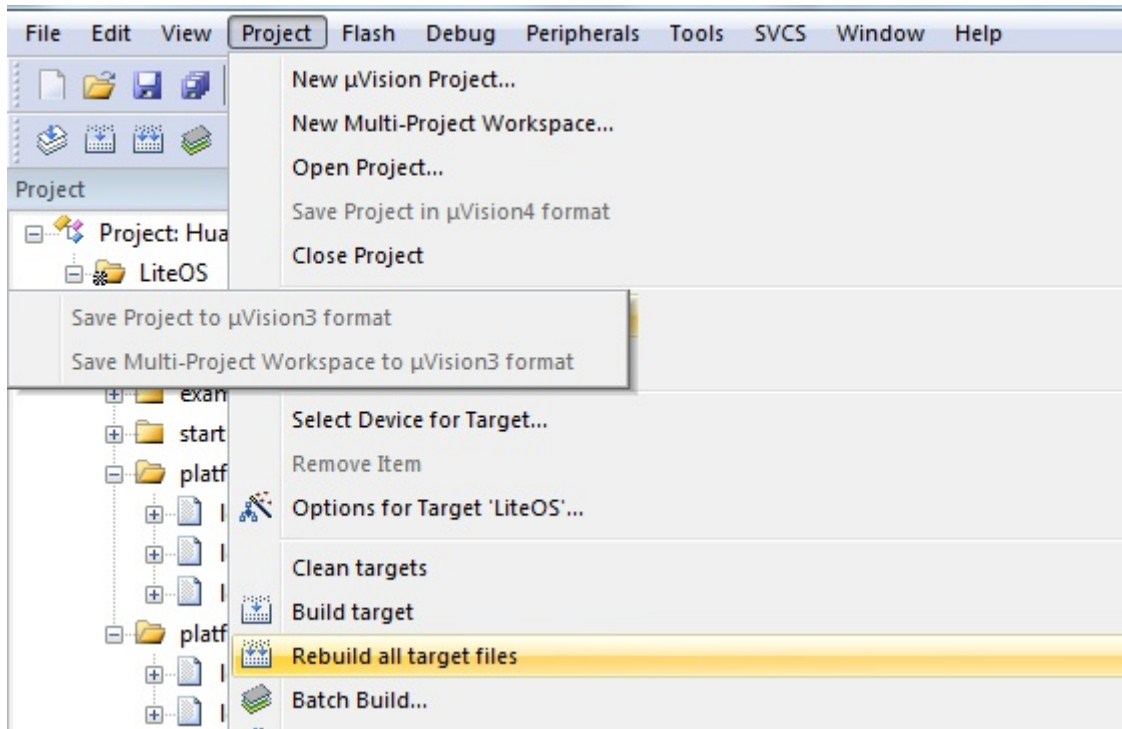 File Edit View Project Flash Debug Peripherals Tools SVCS Window Help
New µVision Project...
New Multi-Project Workspace...
Open Project...
Save Project in µVision4 format
Close Project
Project
Project: Hua
LiteOS
Save Project to µVision3 format
Save Multi-Project Workspace to µVision3 format
exam
start
platf
platf
Select Device for Target...
Remove Item
Options for Target 'LiteOS'...
Clean targets
Build target
Rebuild all target files
Batch Build...